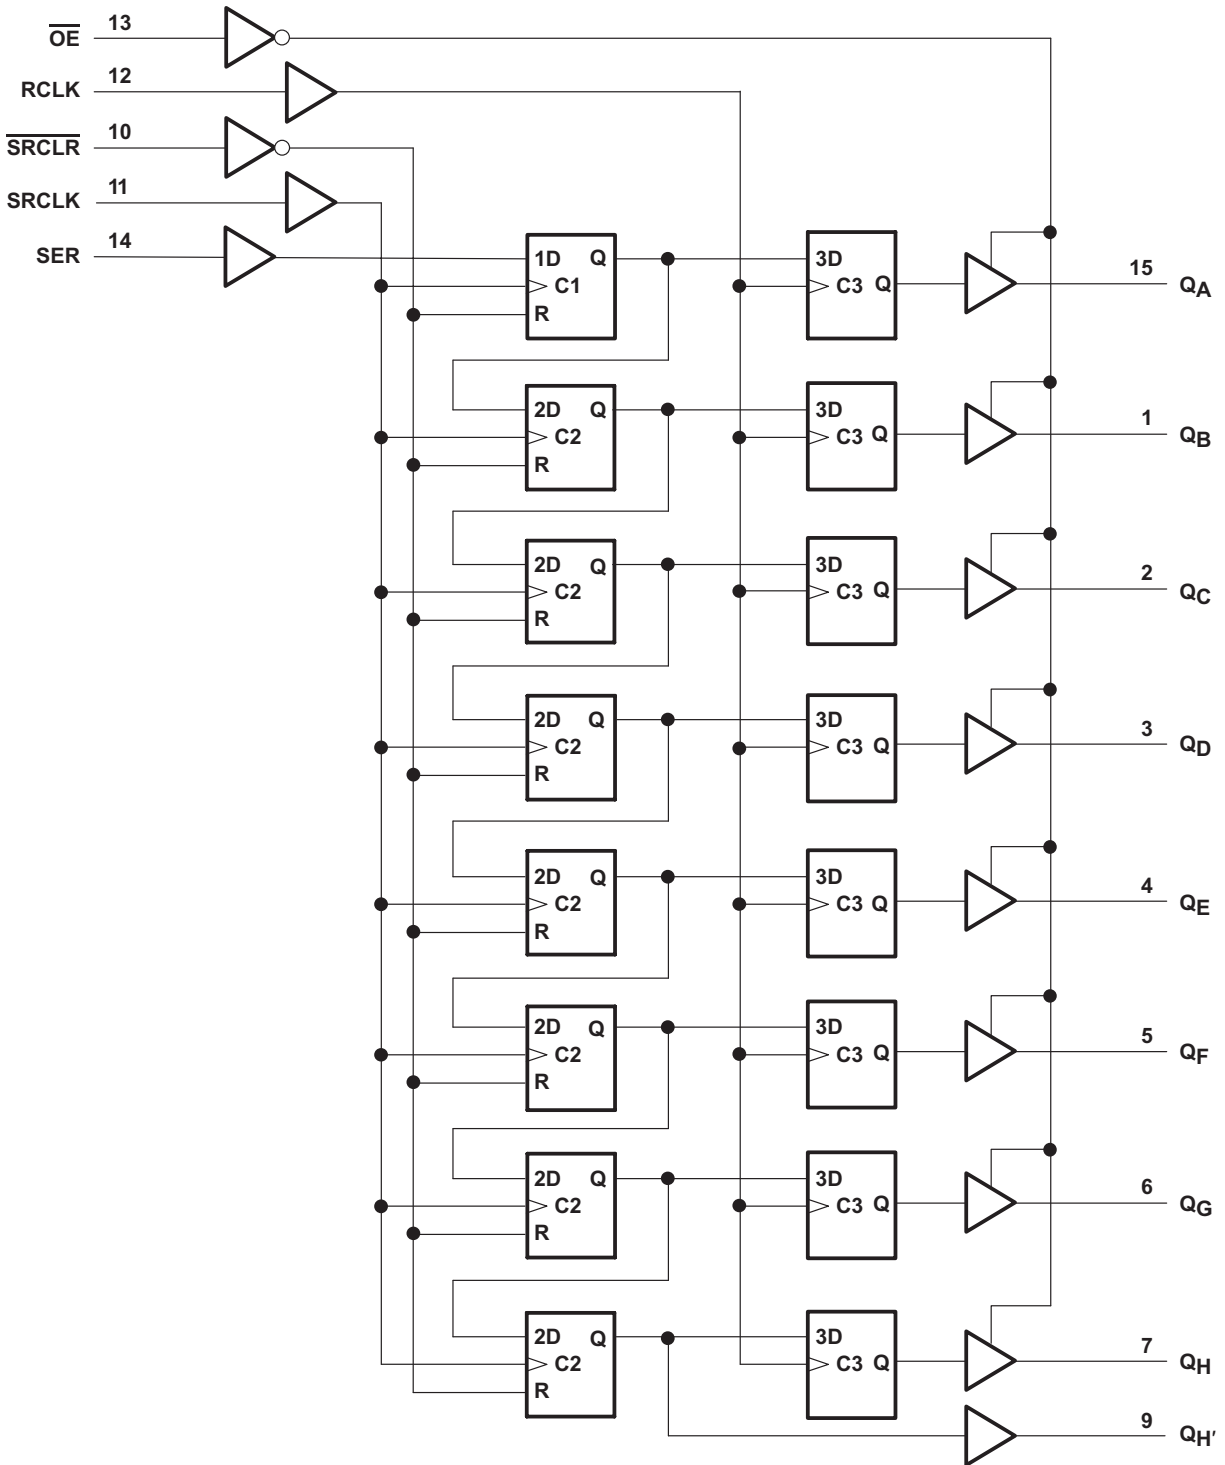 O̅E̅ 13
RCLK 12
S̅R̅C̅L̅R̅ 10
SRCLK 11
SER 14
1D Q 3D
C1 C3 Q 15 QA
R
2D Q 3D
C2 C3 Q 1 QB
R
2D Q 3D
C2 C3 Q 2 QC
R
2D Q 3D
C2 C3 Q 3 QD
R
2D Q 3D
C2 C3 Q 4 QE
R
2D Q 3D
C2 C3 Q 5 QF
R
2D Q 3D
C2 C3 Q 6 QG
R
2D Q 3D
C2 C3 Q 7 QH
R
9 QH′